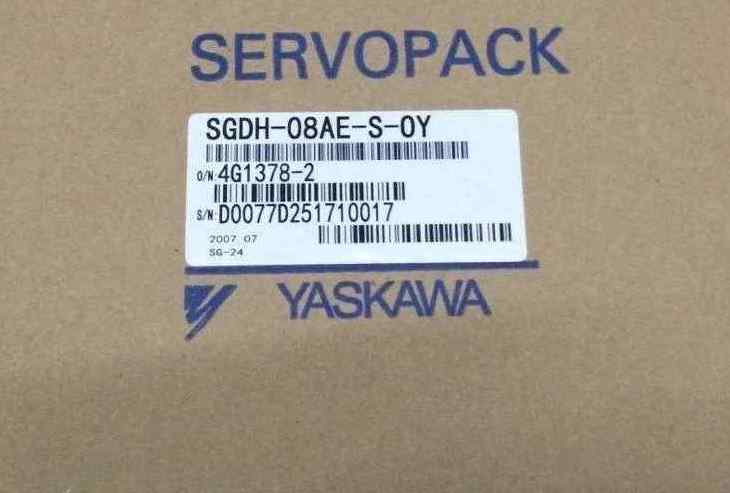 SERVOPACK
SGDH-08AE-S-OY
O/N 4G1378-2
S/N D0077D251710017
2007 07
SG-24
YASKAWA